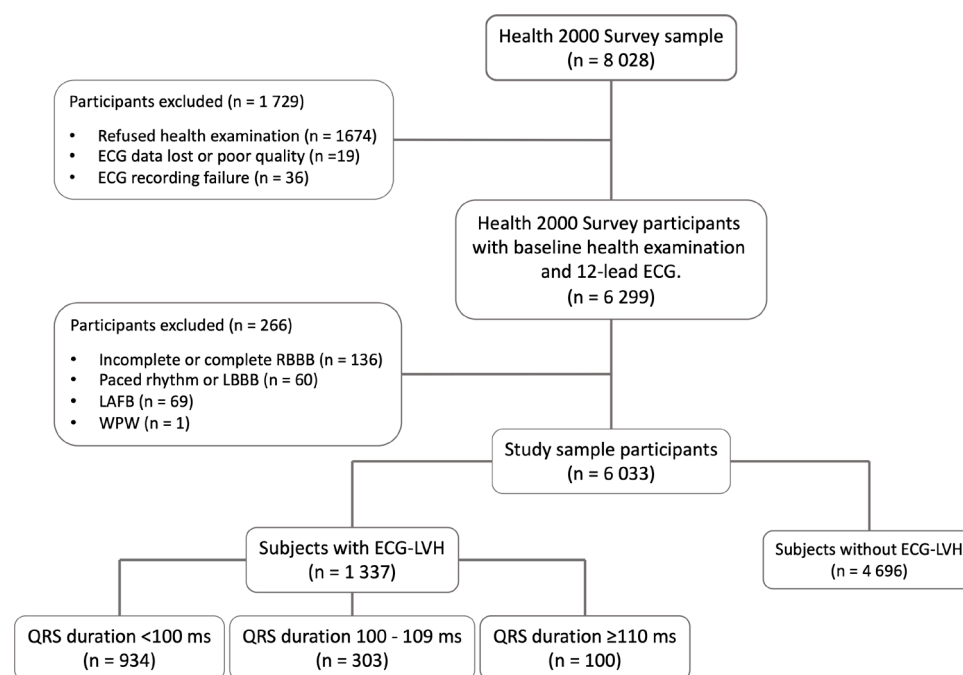 Health 2000 Survey sample
(n = 8 028)
Participants excluded (n = 1 729)
• Refused health examination (n = 1674)
• ECG data lost or poor quality (n =19)
• ECG recording failure (n = 36)
Health 2000 Survey participants
with baseline health examination
and 12-lead ECG.
(n = 6 299)
Participants excluded (n = 266)
• Incomplete or complete RBBB (n = 136)
• Paced rhythm or LBBB (n = 60)
• LAFB (n = 69)
• WPW (n = 1)
Study sample participants
(n = 6 033)
Subjects with ECG-LVH
(n = 1 337)
Subjects without ECG-LVH
(n = 4 696)
QRS duration <100 ms
(n = 934)
QRS duration 100 - 109 ms
(n = 303)
QRS duration ≥110 ms
(n = 100)